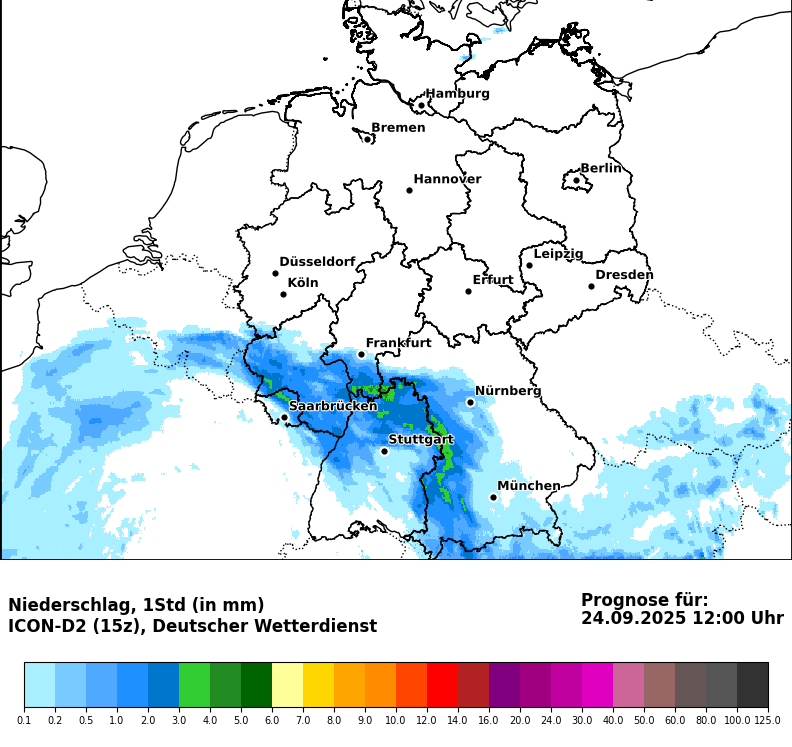 Hamburg
Bremen
Berlin
Hannover
Leipzig
Düsseldorf
Dresden
Köln
Erfurt
Frankfurt
Nürnberg
Saarbrücken
Stuttgart
München
Niederschlag, 1Std (in mm)
ICON-D2 (15z), Deutscher Wetterdienst
Prognose für:
24.09.2025 12:00 Uhr
0.1 0.2 0.5 1.0 2.0 3.0 4.0 5.0 6.0 7.0 8.0 9.0 10.0 12.0 14.0 16.0 20.0 24.0 30.0 40.0 50.0 60.0 80.0 100.0 125.0